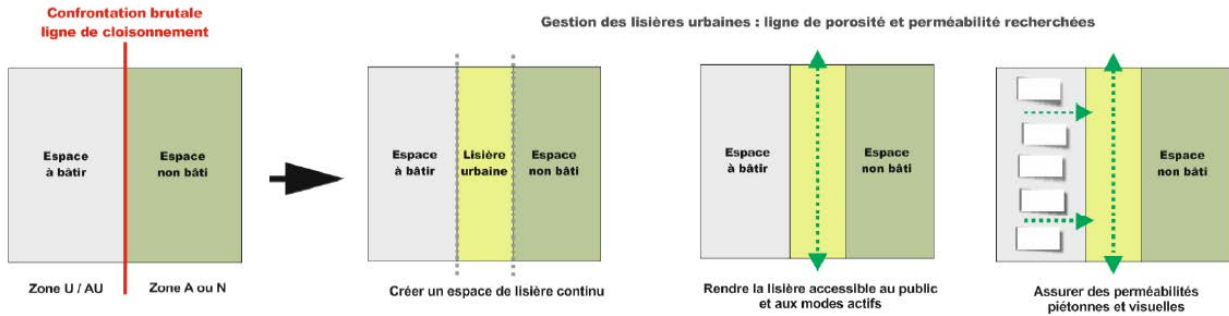 Confrontation brutale
ligne de cloisonnement
Gestion des lisières urbaines : ligne de porosité et perméabilité recherchées
Espace
à bâtir
Espace
non bâti
Zone U / AU
Zone A ou N
Espace
à bâtir
Lisière
urbaine
Espace
non bâti
Créer un espace de lisière continu
Espace
à bâtir
Espace
non bâti
Rendre la lisière accessible au public
et aux modes actifs
Espace
non bâti
Assurer des perméabilités
piétonnes et visuelles